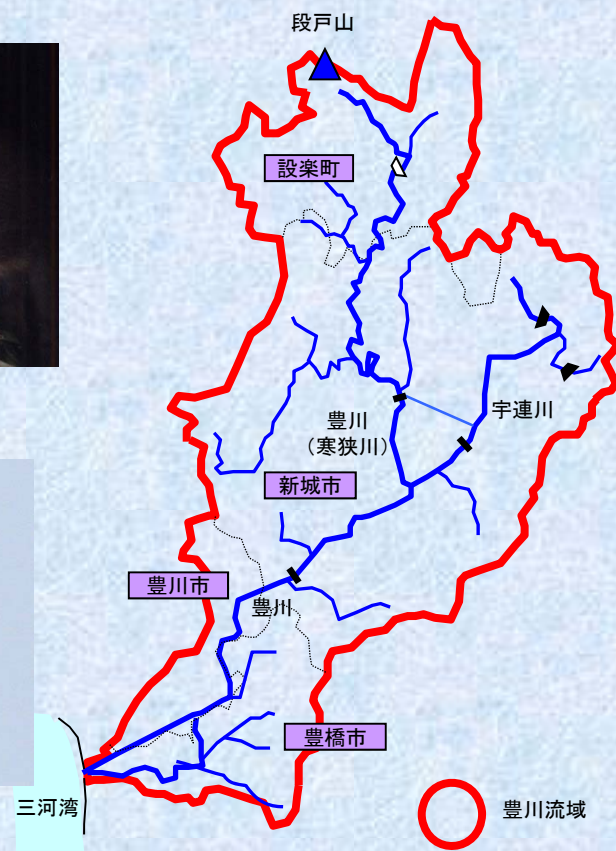 段戸山
設楽町
宇連川
豊川
（寒狭川）
新城市
豊川市
豊川
豊橋市
三河湾
豊川流域